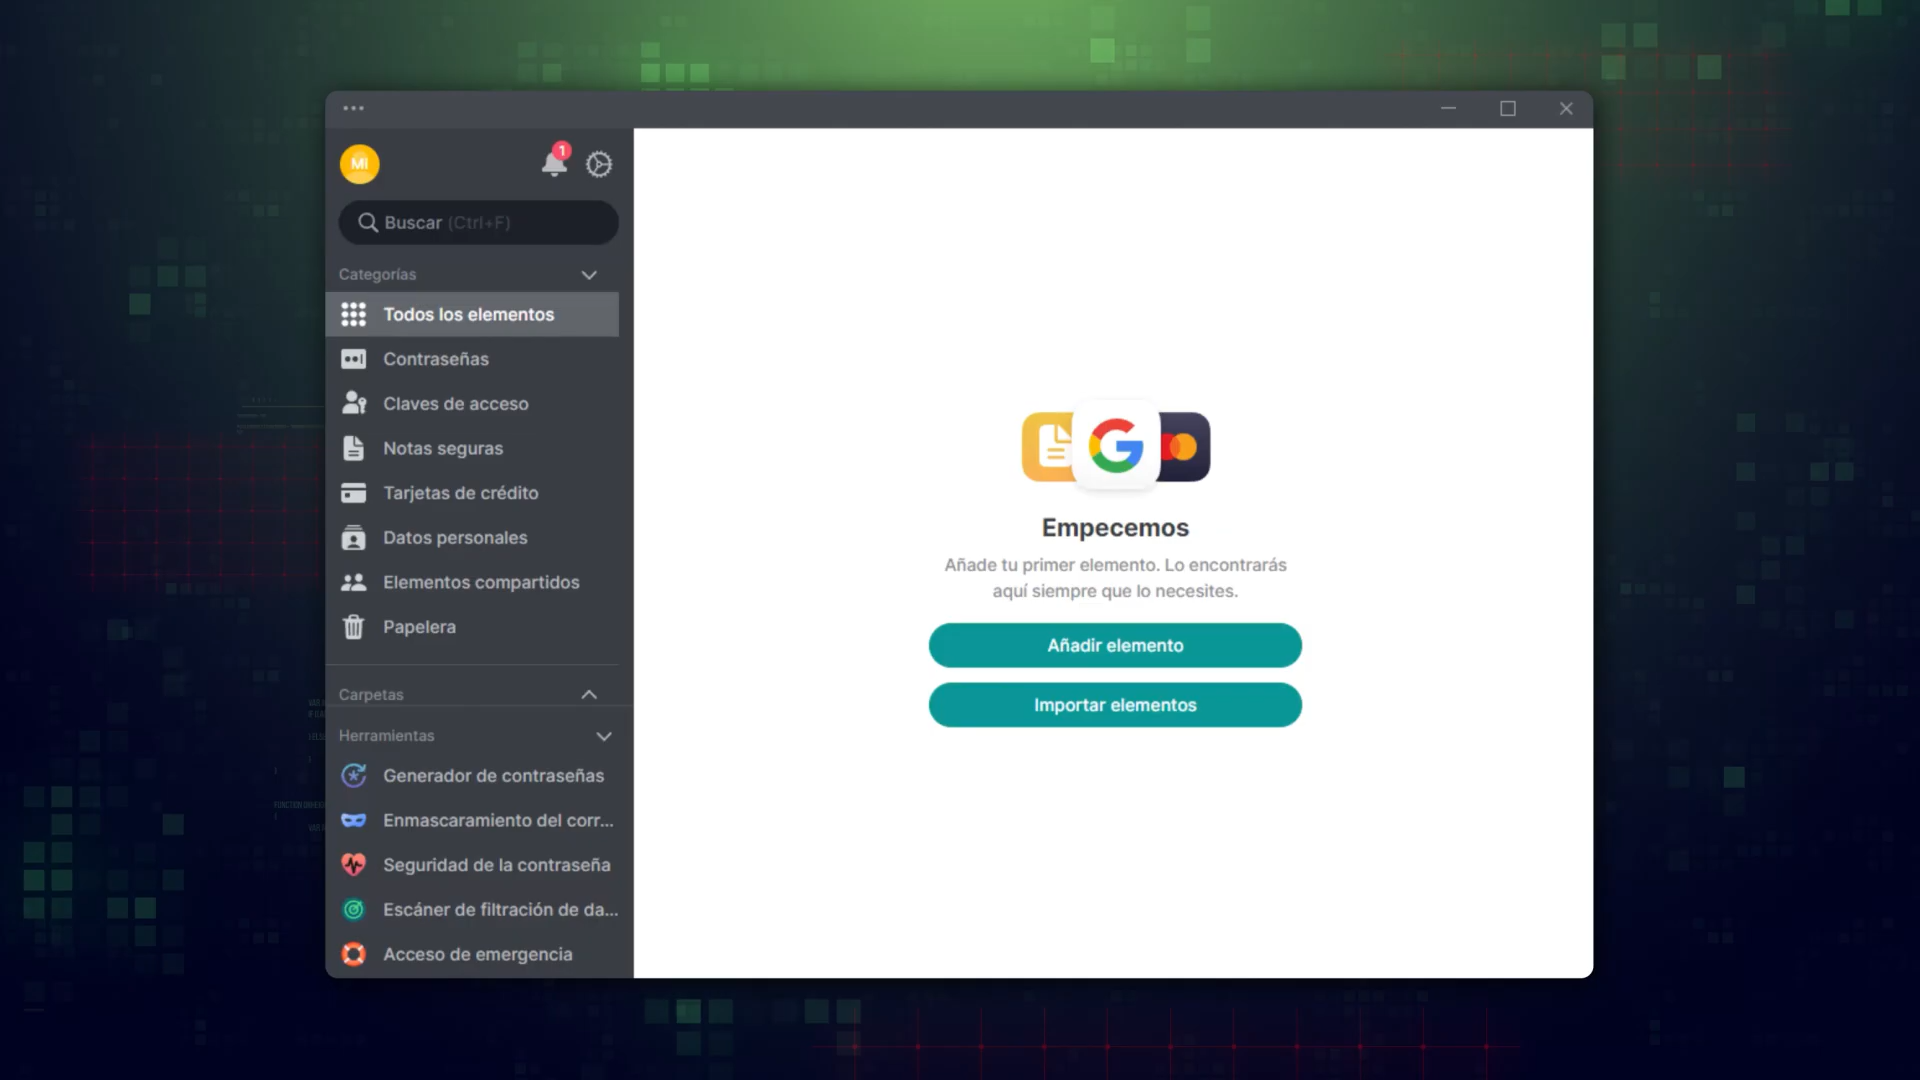 MI
1
Buscar (Ctrl+F)
Categorías
Todos los elementos
Contraseñas
Claves de acceso
Notas seguras
Tarjetas de crédito
Datos personales
Elementos compartidos
Papelera
Carpetas
Herramientas
Generador de contraseñas
Enmascaramiento del corr...
Seguridad de la contraseña
Escáner de filtración de da...
Acceso de emergencia
Empecemos
Añade tu primer elemento. Lo encontrarás
aquí siempre que lo necesites.
Añadir elemento
Importar elementos